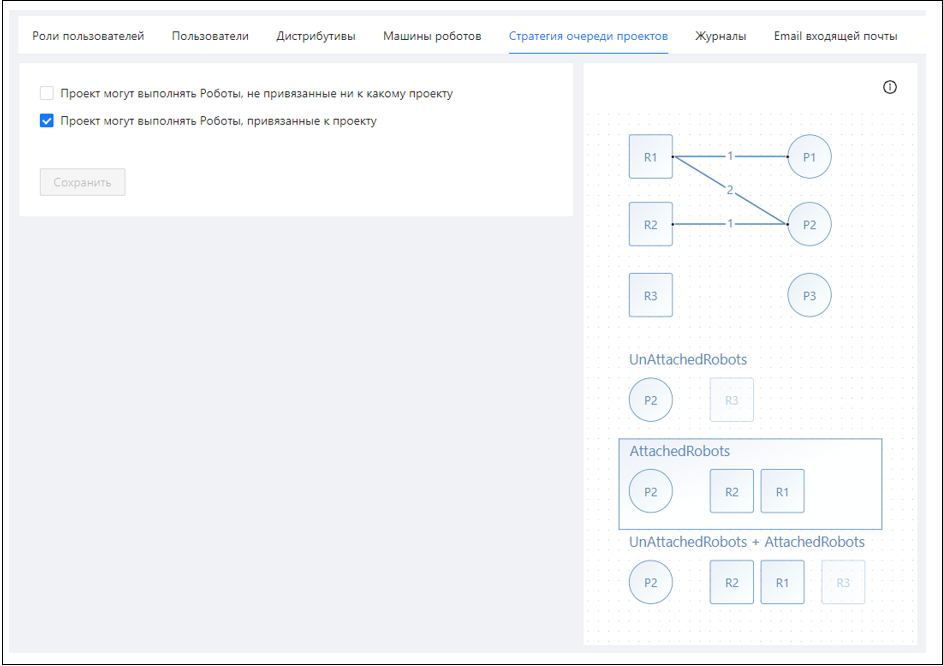 Роли пользователей Пользователи Дистрибутивы Машины роботов Стратегия очереди проектов Журналы Email входящей почты
Проект могут выполнять Роботы, не привязанные ни к какому проекту
Проект могут выполнять Роботы, привязанные к проекту
Сохранить
R1 1 P1
2
R2 1 P2
R3 P3
UnAttachedRobots
P2 R3
AttachedRobots
P2 R2 R1
UnAttachedRobots + AttachedRobots
P2 R2 R1 R3